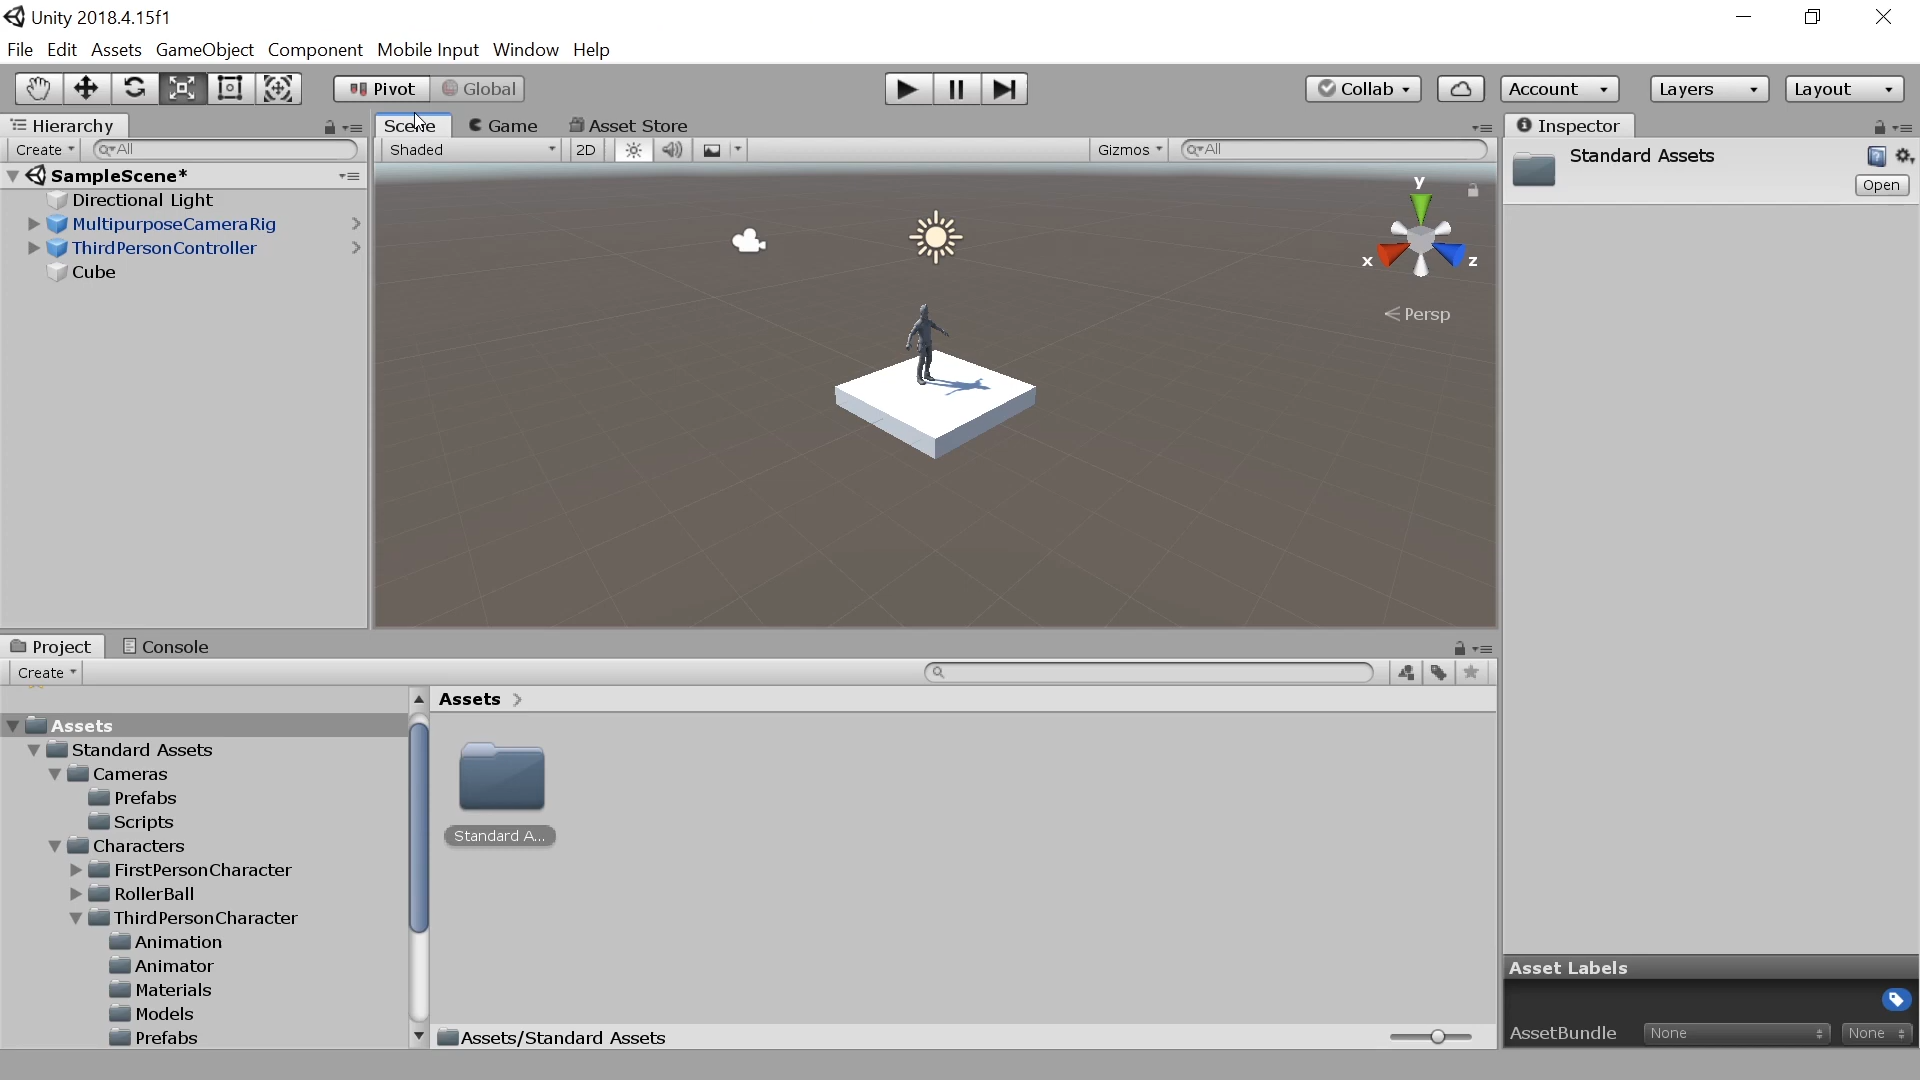 Unity 2018.4.15f1
File Edit Assets GameObject Component Mobile Input Window Help
Pivot Global Collab Account Layers Layout
Hierarchy Scene Game Asset Store Inspector
Create All Shaded 2D Gizmos All
Standard Assets
Open
SampleScene*
Directional Light
MultipurposeCameraRig
ThirdPersonController
Cube
y
x z
Persp
Project Console
Create
Assets
Standard Assets
Cameras
Prefabs
Scripts
Characters
FirstPersonCharacter
RollerBall
ThirdPersonCharacter
Animation
Animator
Materials
Models
Prefabs
Assets
Standard A...
Assets/Standard Assets
Asset Labels
AssetBundle None None